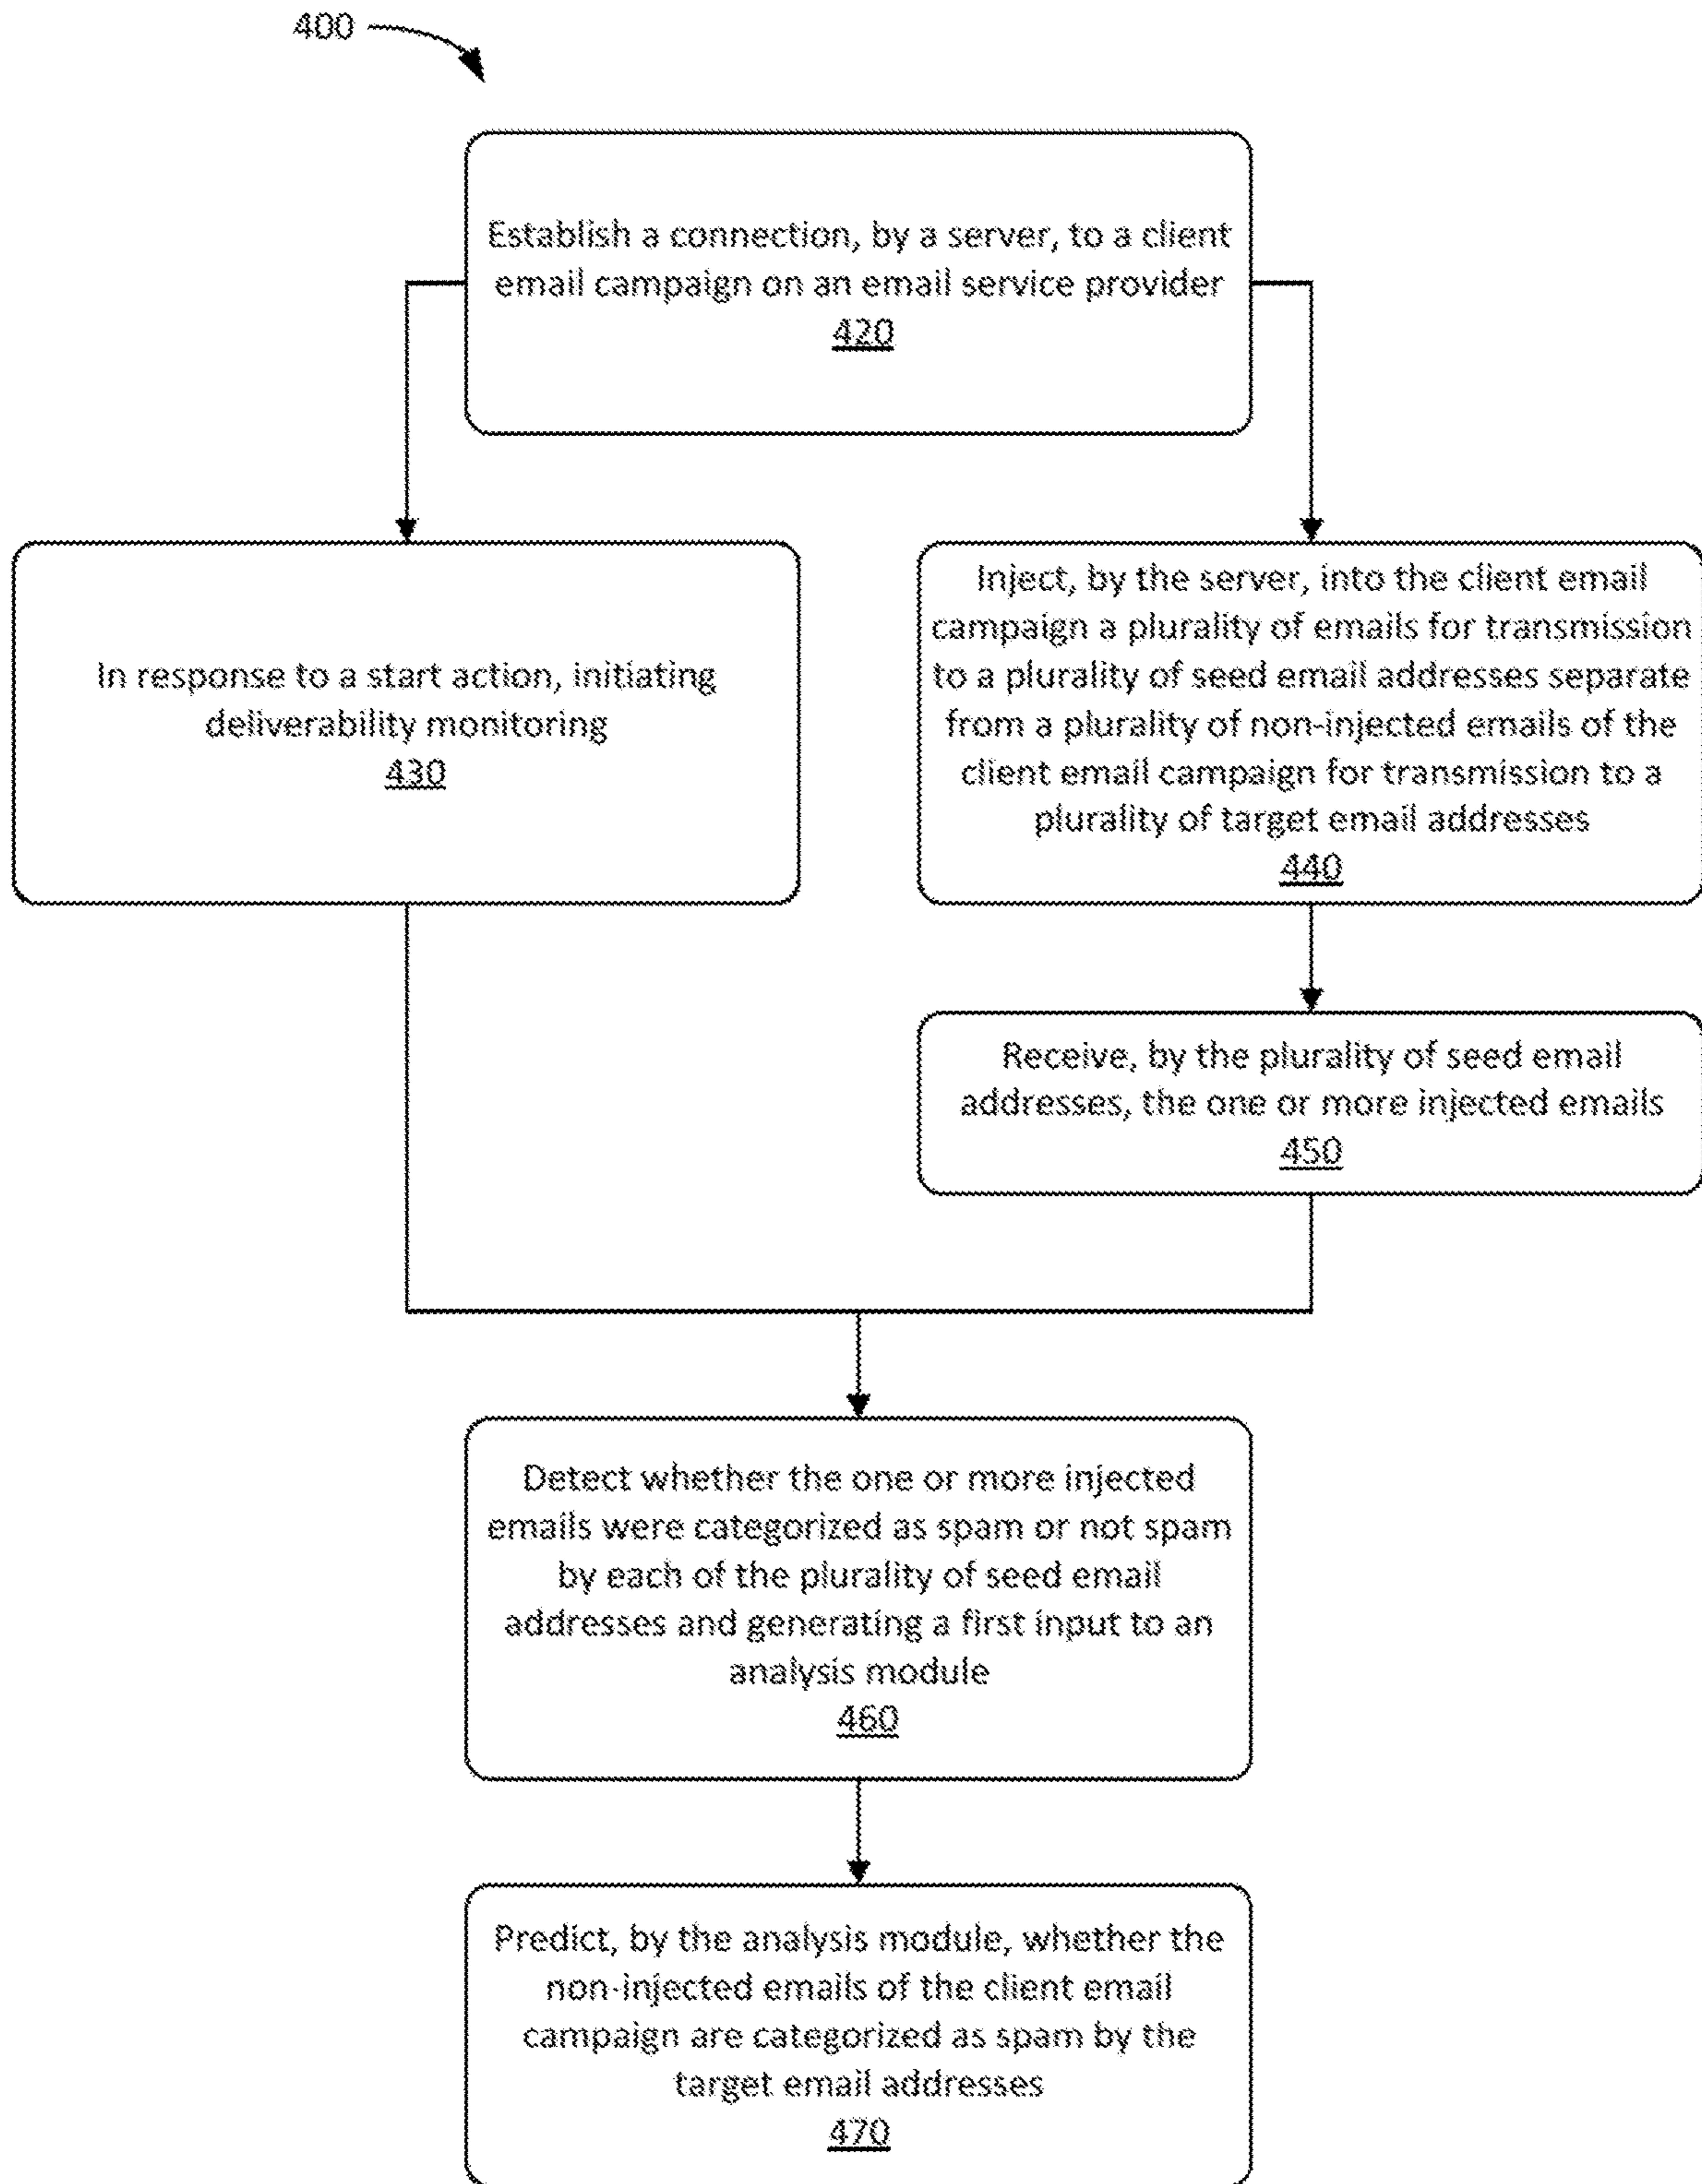 400
Establish a connection, by a server, to a client
email campaign on an email service provider
420
In response to a start action, initiating
deliverability monitoring
430
Inject, by the server, into the client email
campaign a plurality of emails for transmission
to a plurality of seed email addresses separate
from a plurality of non-injected emails of the
client email campaign for transmission to a
plurality of target email addresses
440
Receive, by the plurality of seed email
addresses, the one or more injected emails
450
Detect whether the one or more injected
emails were categorized as spam or not spam
by each of the plurality of seed email
addresses and generating a first input to an
analysis module
460
Predict, by the analysis module, whether the
non-injected emails of the client email
campaign are categorized as spam by the
target email addresses
470